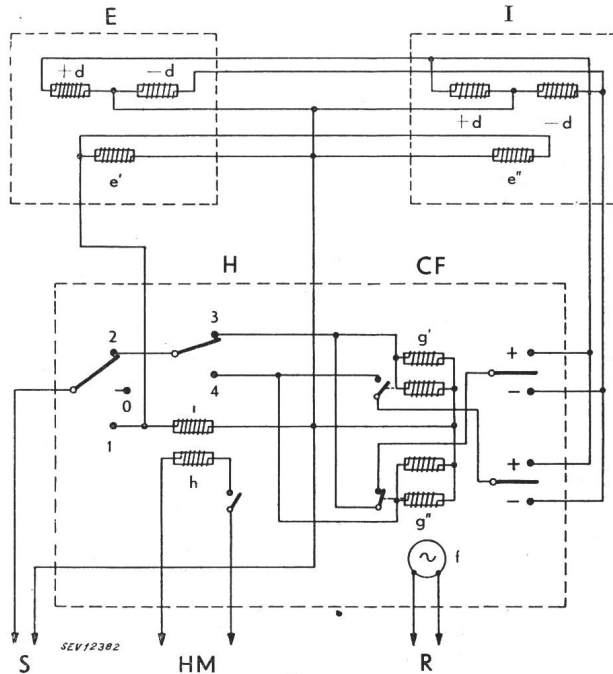 E I
+d -d
+d -d
e' e"
H CF
2 3
g'
+
4
-
0
1
+
h
-
g"
f
S SEV12382 HM R